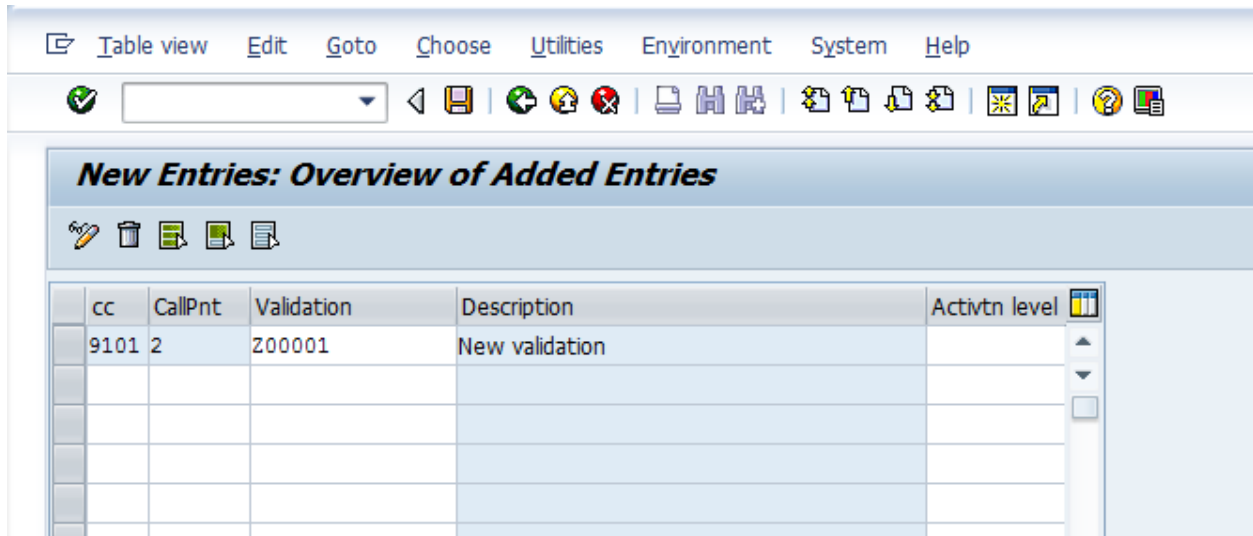 Table view Edit Goto Choose Utilities Environment System Help
New Entries: Overview of Added Entries
cc CallPnt Validation Description Activtn level
9101 2 Z00001 New validation